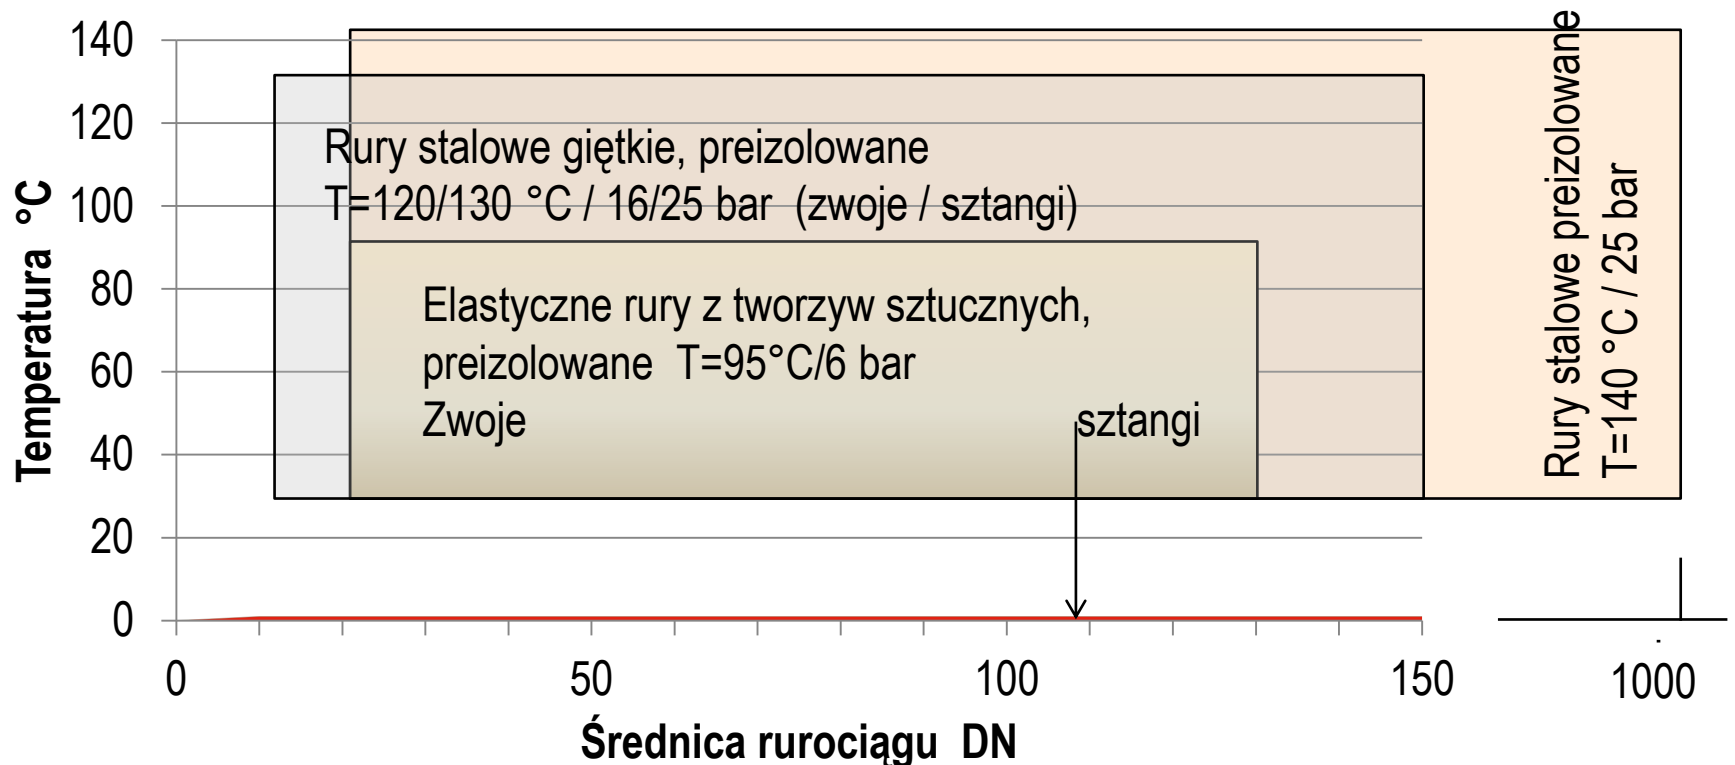 140
120
100
80
60
40
20
0
Temperatura °C
Rury stalowe giętkie, preizolowane
T=120/130 °C / 16/25 bar (zwoje / sztangi)
Elastyczne rury z tworzyw sztucznych,
preizolowane T=95°C/6 bar
Zwoje sztangi
Rury stalowe preizolowane
T=140 °C / 25 bar
0 50 100 150 1000
Średnica rurociągu DN